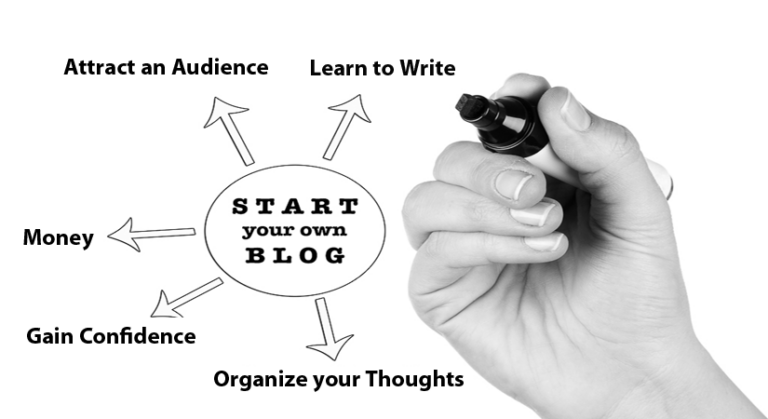 Attract an Audience
Learn to Write
START
your own
BLOG
Money
Gain Confidence
Organize your Thoughts